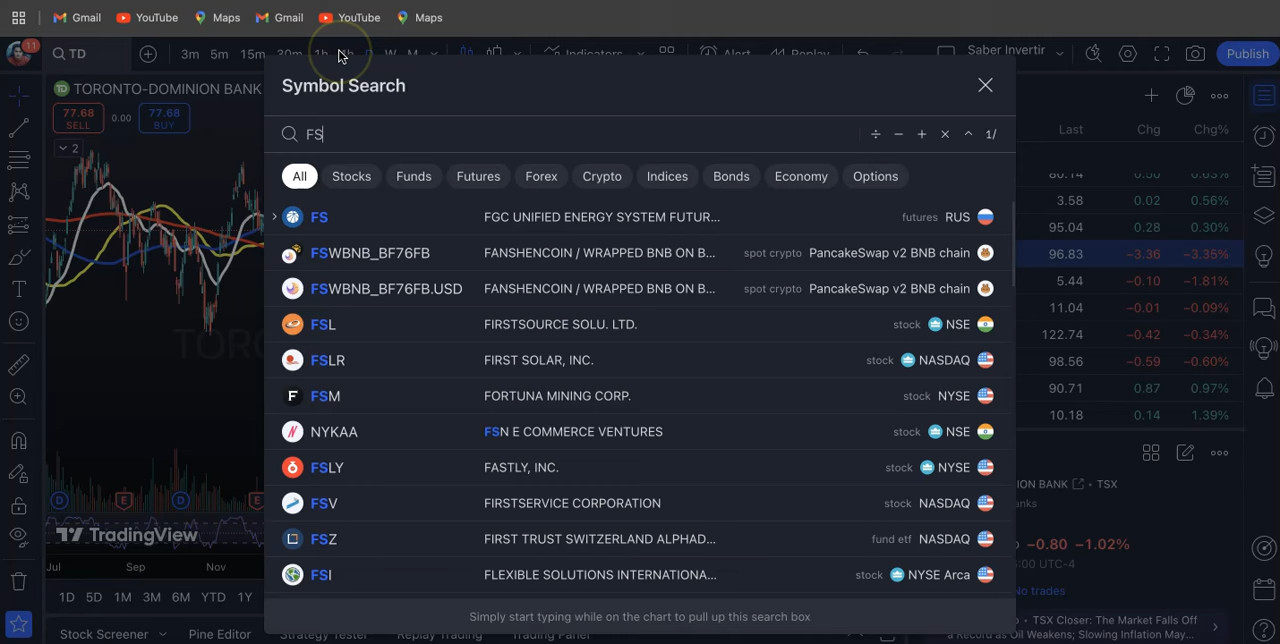 Gmail YouTube Maps Gmail YouTube Maps
11 TD 3m 5m 15m 30m 1h D W M Indicators Alert Replay Saber Invertir Publish
TORONTO-DOMINION BANK
77.68 SELL 0.00 77.68 BUY
2
Symbol Search
FS
÷ − + × ^ 1/
All Stocks Funds Futures Forex Crypto Indices Bonds Economy Options
FS FGC UNIFIED ENERGY SYSTEM FUTUR... futures RUS
FSWBNB_BF76FB FANSHENCOIN / WRAPPED BNB ON B... spot crypto PancakeSwap v2 BNB chain
FSWBNB_BF76FB.USD FANSHENCOIN / WRAPPED BNB ON B... spot crypto PancakeSwap v2 BNB chain
FSL FIRSTSOURCE SOLU. LTD. stock NSE
FSLR FIRST SOLAR, INC. stock NASDAQ
FSM FORTUNA MINING CORP. stock NYSE
NYKAA FSN E COMMERCE VENTURES stock NSE
FSLY FASTLY, INC. stock NYSE
FSV FIRSTSERVICE CORPORATION stock NASDAQ
FSZ FIRST TRUST SWITZERLAND ALPHAD... fund etf NASDAQ
FSI FLEXIBLE SOLUTIONS INTERNATIONA... stock NYSE Arca
Simply start typing while on the chart to pull up this search box
Last Chg Chg%
3.58 0.02 0.56%
95.04 0.28 0.30%
96.83 −3.36 −3.35%
5.44 −0.10 −1.81%
11.04 −0.01 −0.09%
122.74 −0.42 −0.34%
98.56 −0.59 −0.60%
90.71 0.87 0.97%
10.18 0.14 1.39%
ION BANK • TSX
−0.80 −1.02%
:00 UTC-4
No trades
• TSX Closer: The Market Falls Off
a Record as Oil Weakens; Slowing Inflation May...
TORO
D E D E
TradingView
Jul Sep Nov
1D 5D 1M 3M 6M YTD 1Y
Stock Screener Pine Editor Strategy Tester Replay Trading Trading Panel